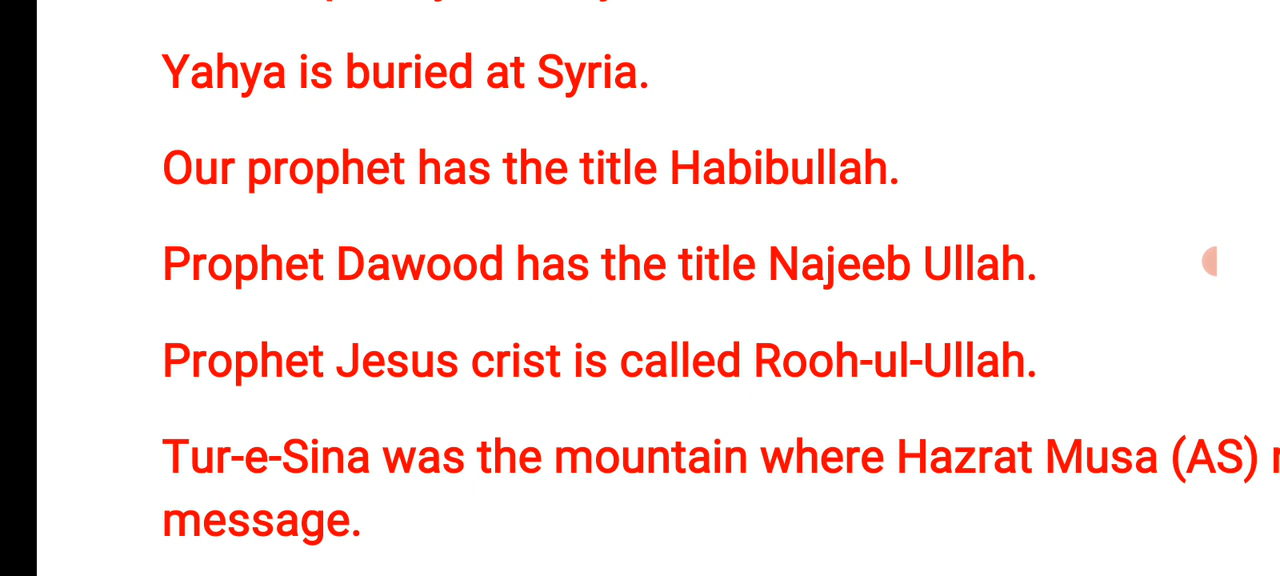 Yahya is buried at Syria.
Our prophet has the title Habibullah.
Prophet Dawood has the title Najeeb Ullah.
Prophet Jesus crist is called Rooh-ul-Ullah.
Tur-e-Sina was the mountain where Hazrat Musa (AS)
message.